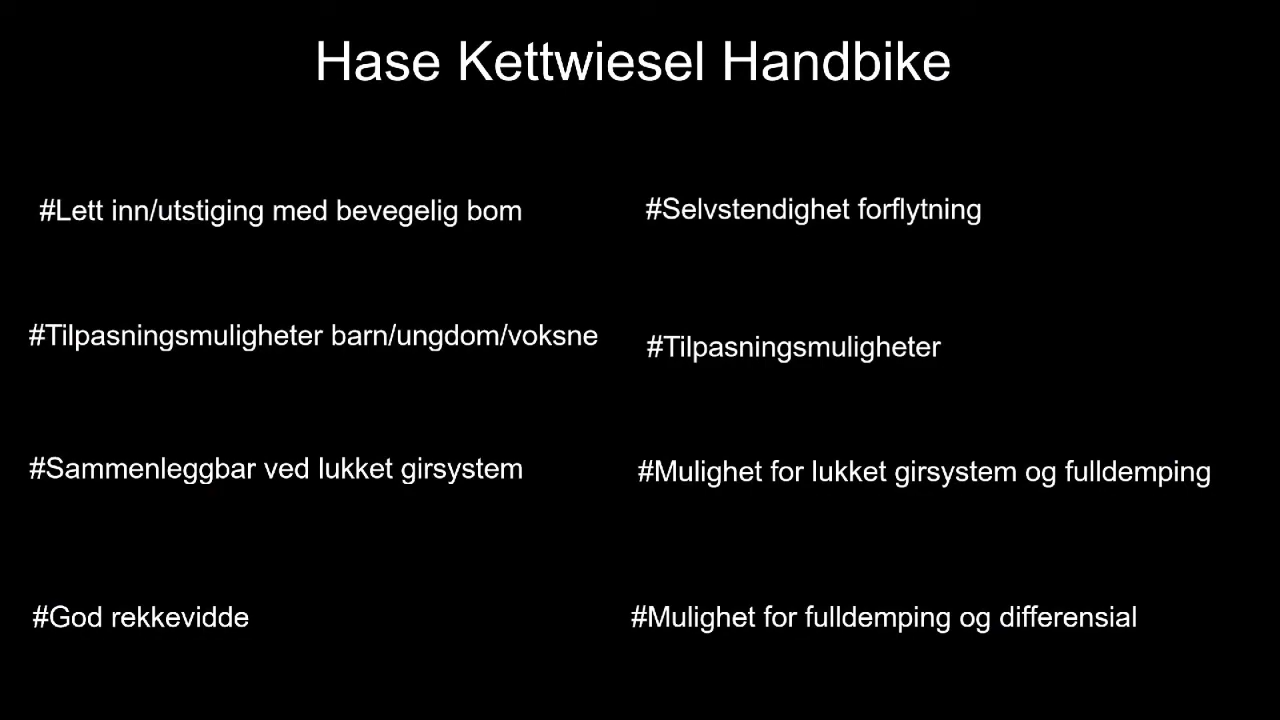 Hase Kettwiesel Handbike
#Lett inn/utstiging med bevegelig bom
#Selvstendighet forflytning
#Tilpasningsmuligheter barn/ungdom/voksne
#Tilpasningsmuligheter
#Sammenleggbar ved lukket girsystem
#Mulighet for lukket girsystem og fulldemping
#God rekkevidde
#Mulighet for fulldemping og differensial